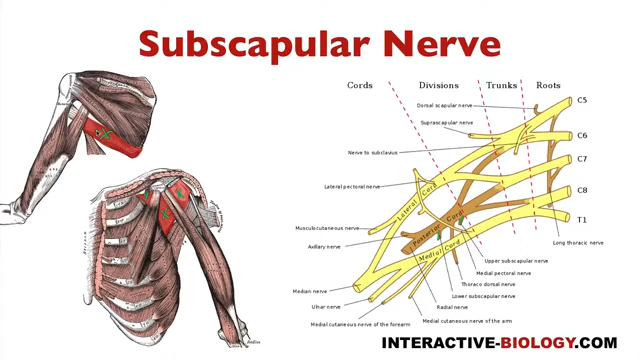 Subscapular Nerve
Cords
Divisions
Trunks
Roots
Dorsal scapular nerve
C5
Suprascapular nerve
C6
Nerve to subclavius
C7
Lateral pectoral nerve
C8
Lateral Cord
Musculocutaneous nerve
T1
Posterior Cord
Axillary nerve
Medial Cord
Long thoracic nerve
Upper subscapular nerve
Medial pectoral nerve
Thoraco dorsal nerve
Median nerve
Lower subscapular nerve
Ulnar nerve
Radial nerve
Medial cutaneous nerve of the forearm
Medial cutaneous nerve of the arm
INTERACTIVE-BIOLOGY.COM